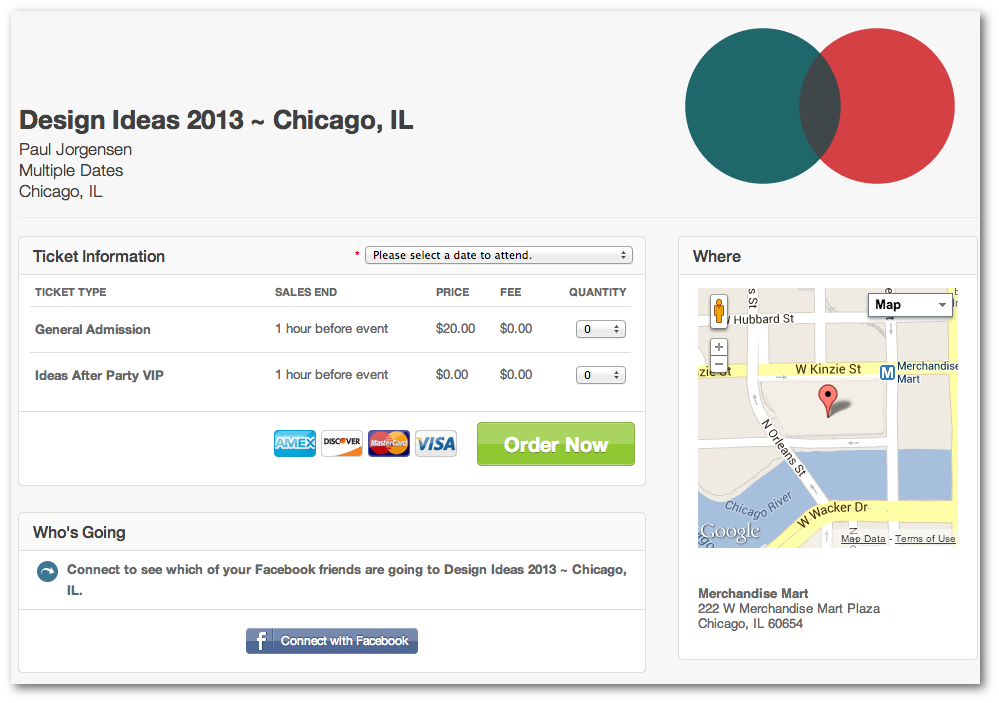 Design Ideas 2013 ~ Chicago, IL
Paul Jorgensen
Multiple Dates
Chicago, IL
Ticket Information
* Please select a date to attend.
TICKET TYPE SALES END PRICE FEE QUANTITY
General Admission 1 hour before event $20.00 $0.00 0
Ideas After Party VIP 1 hour before event $0.00 $0.00 0
AMEX DISCOVER MasterCard VISA
Order Now
Who's Going
Connect to see which of your Facebook friends are going to Design Ideas 2013 ~ Chicago,
IL.
f Connect with Facebook
Where
Map
W Hubbard St
+
−
W Kinzie St
M Merchandise
Mart
N Orleans St
Chicago River
W Wacker Dr
Google
Map Data - Terms of Use
Merchandise Mart
222 W Merchandise Mart Plaza
Chicago, IL 60654